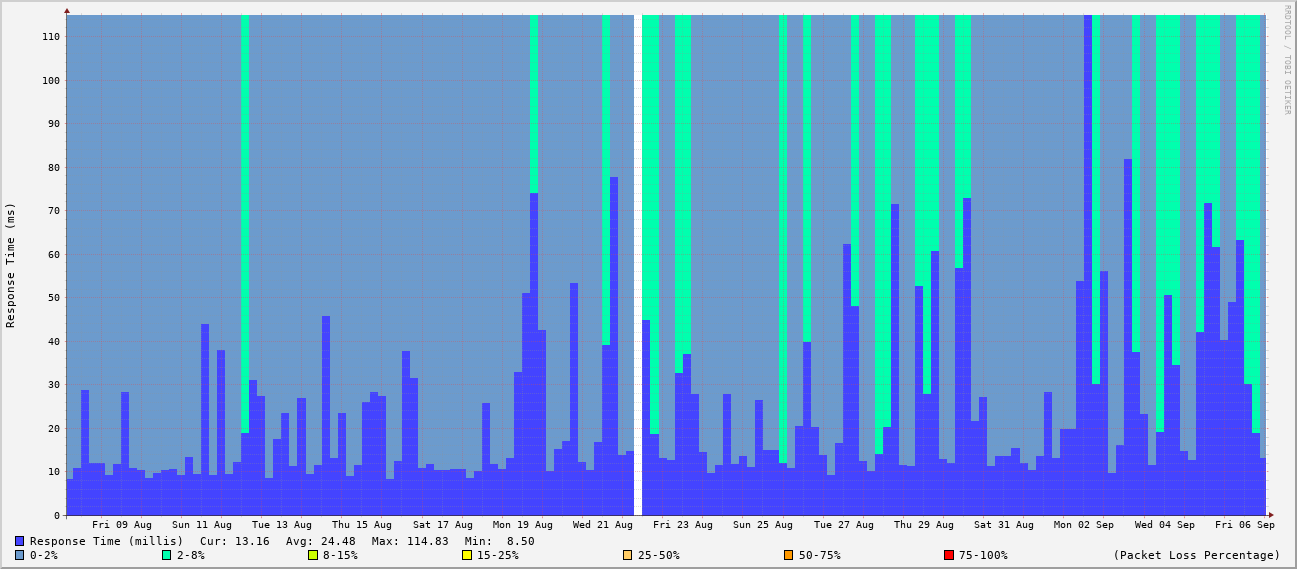 RRDTOOL / TOBI OETIKER
Response Time (ms)
110
100
90
80
70
60
50
40
30
20
10
0
Fri 09 Aug Sun 11 Aug Tue 13 Aug Thu 15 Aug Sat 17 Aug Mon 19 Aug Wed 21 Aug Fri 23 Aug Sun 25 Aug Tue 27 Aug Thu 29 Aug Sat 31 Aug Mon 02 Sep Wed 04 Sep Fri 06 Sep
Response Time (millis) Cur: 13.16 Avg: 24.48 Max: 114.83 Min: 8.50
0-2% 2-8% 8-15% 15-25% 25-50% 50-75% 75-100% (Packet Loss Percentage)